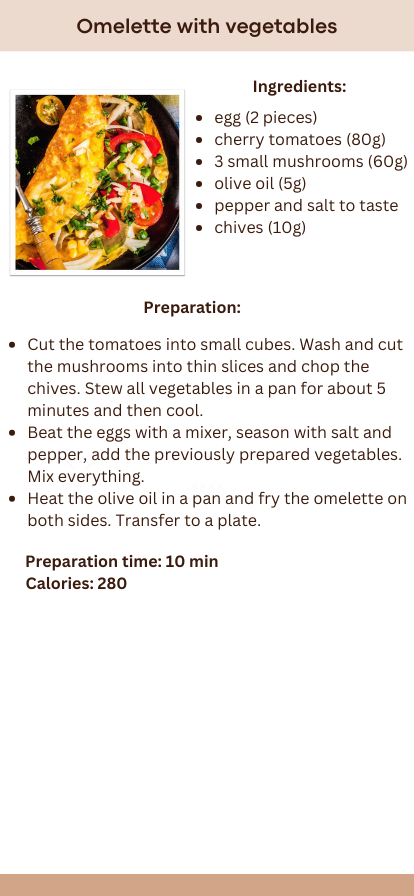 Omelette with vegetables
Ingredients:
• egg (2 pieces)
• cherry tomatoes (80g)
• 3 small mushrooms (60g)
• olive oil (5g)
• pepper and salt to taste
• chives (10g)
Preparation:
• Cut the tomatoes into small cubes. Wash and cut
the mushrooms into thin slices and chop the
chives. Stew all vegetables in a pan for about 5
minutes and then cool.
• Beat the eggs with a mixer, season with salt and
pepper, add the previously prepared vegetables.
Mix everything.
• Heat the olive oil in a pan and fry the omelette on
both sides. Transfer to a plate.
Preparation time: 10 min
Calories: 280